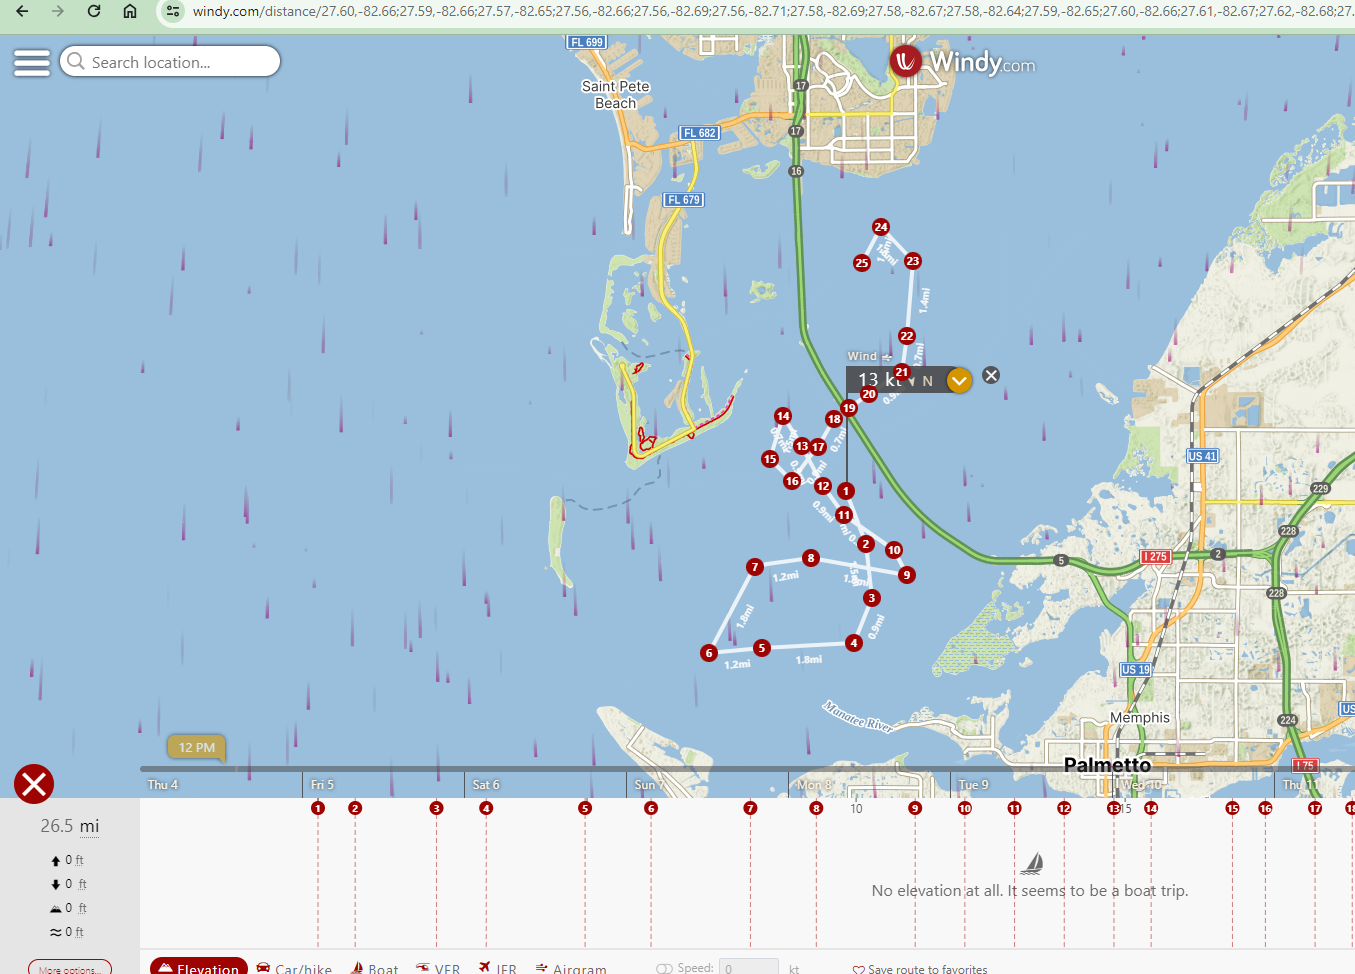 windy.com/distance/27.60,-82.66;27.59,-82.66;27.57,-82.65;27.56,-82.66;27.56,-82.69;27.56,-82.71;27.58,-82.69;27.58,-82.67;27.58,-82.64;27.59,-82.65;27.60,-82.66;27.61,-82.67;27.62,-82.68;27.
Search location...
Windy.com
FL 699
Saint Pete
Beach
17
FL 682
17
16
FL 679
24
25
23
1.4mi
22
0.7mi
Wind
21
13 kt N
20
19
14
18
0.7mi
13
17
15
16
12
1
US 41
229
0.9mi
11
228
2
10
8
5
I 275
2
7
1.2mi
9
228
3
1.8mi
0.9mi
4
5
6
1.2mi
1.8mi
US 19
Manatee River
Memphis
US
224
12 PM
Palmetto
I 75
Thu 4
Fri 5
Sat 6
Sun 7
Mon 8
Tue 9
Wed 10
Thu 11
1 2 3 4 5 6 7 8 10 9 10 11 12 13 15 14 15 16 17 18
26.5 mi
0 ft
0 ft
0 ft
0 ft
No elevation at all. It seems to be a boat trip.
More options...
Elevation
Car/hike
Boat
VFR
IFR
Airgram
Speed:
0
kt
Save route to favorites